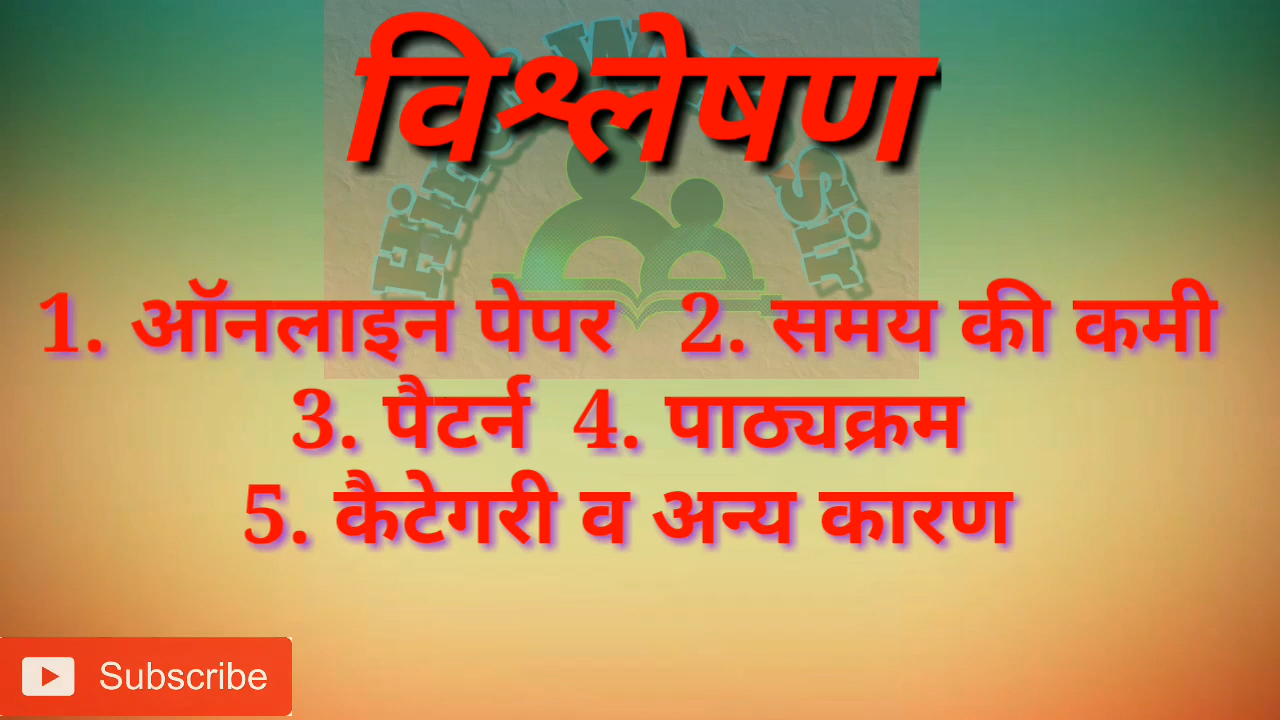 विश्लेषण
1. ऑनलाइन पेपर 2. समय की कमी
3. पैटर्न 4. पाठ्यक्रम
5. कैटेगरी व अन्य कारण
Subscribe